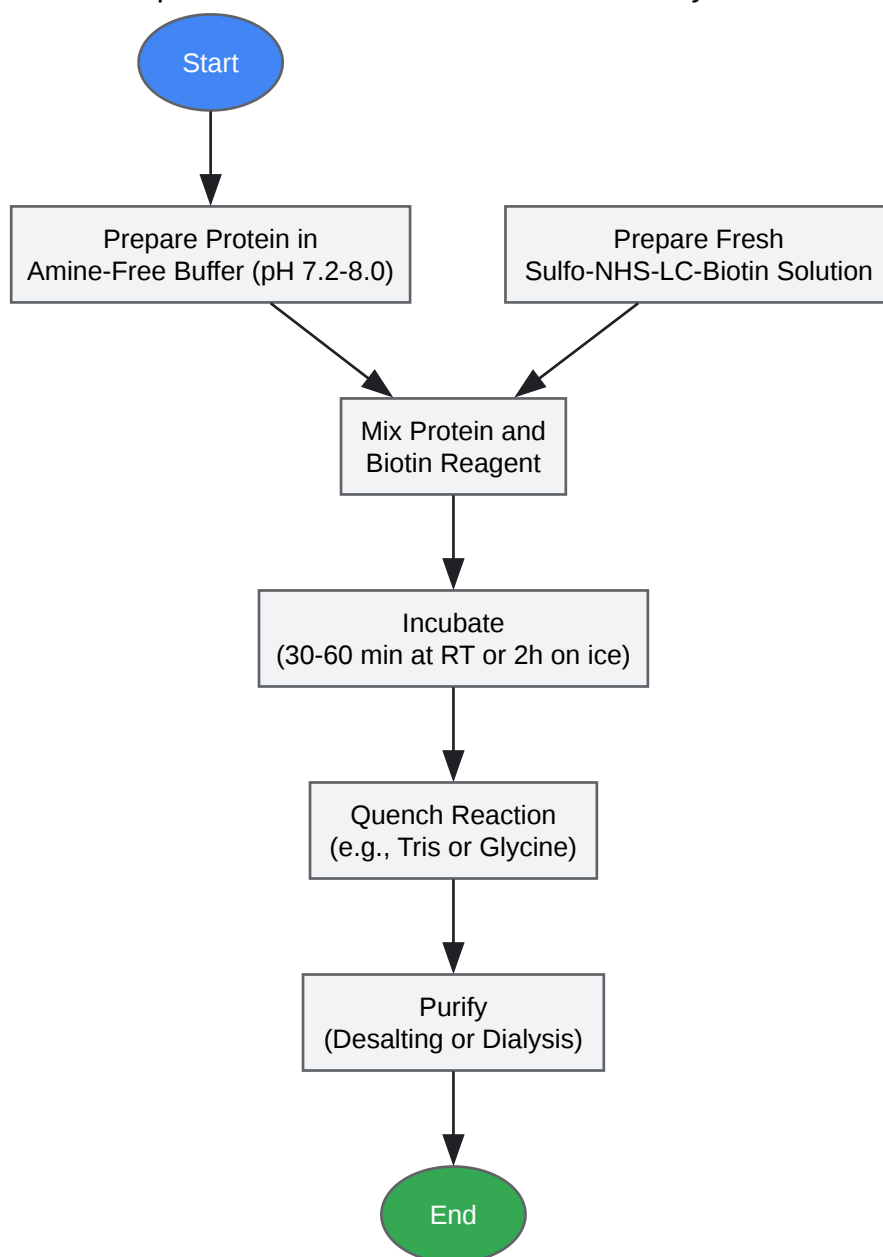 Start
Prepare Protein in
Amine-Free Buffer (pH 7.2-8.0)
Prepare Fresh
Sulfo-NHS-LC-Biotin Solution
Mix Protein and
Biotin Reagent
Incubate
(30-60 min at RT or 2h on ice)
Quench Reaction
(e.g., Tris or Glycine)
Purify
(Desalting or Dialysis)
End